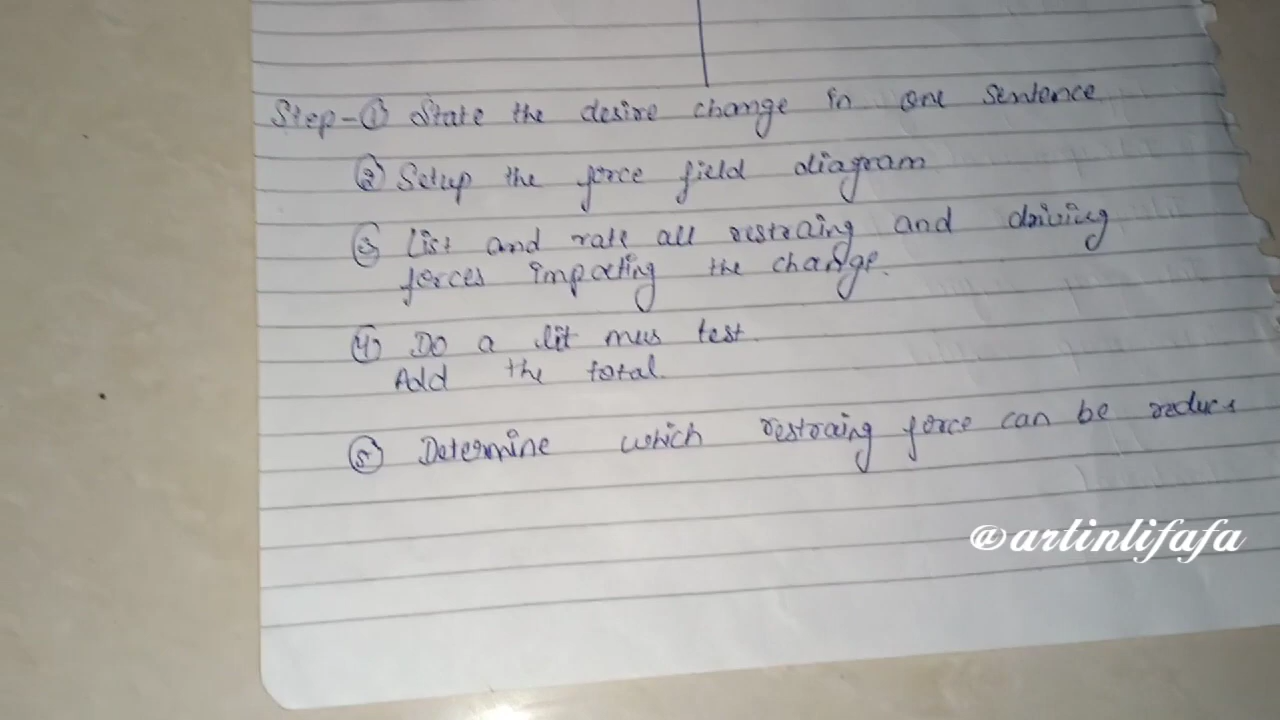 Step-① State the desire change in one sentence
② Setup the force field diagram
③ List and rate all restraing and driving
forces impacting the change.
④ Do a lit mus test.
Add the total.
⑤ Determine which restraing force can be reduce
@artinlifafa